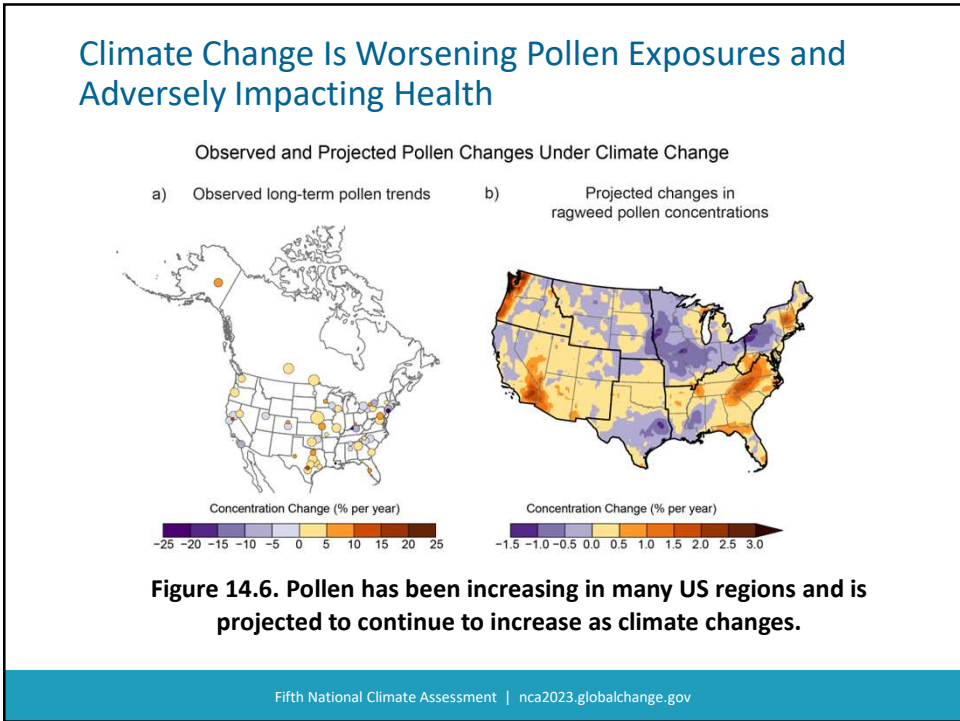 Climate Change Is Worsening Pollen Exposures and
Adversely Impacting Health
Observed and Projected Pollen Changes Under Climate Change
a) Observed long-term pollen trends
b) Projected changes in
ragweed pollen concentrations
Concentration Change (% per year)
−25 −20 −15 −10 −5 0 5 10 15 20 25
Concentration Change (% per year)
−1.5 −1.0 −0.5 0.0 0.5 1.0 1.5 2.0 2.5 3.0
Figure 14.6. Pollen has been increasing in many US regions and is
projected to continue to increase as climate changes.
Fifth National Climate Assessment | nca2023.globalchange.gov